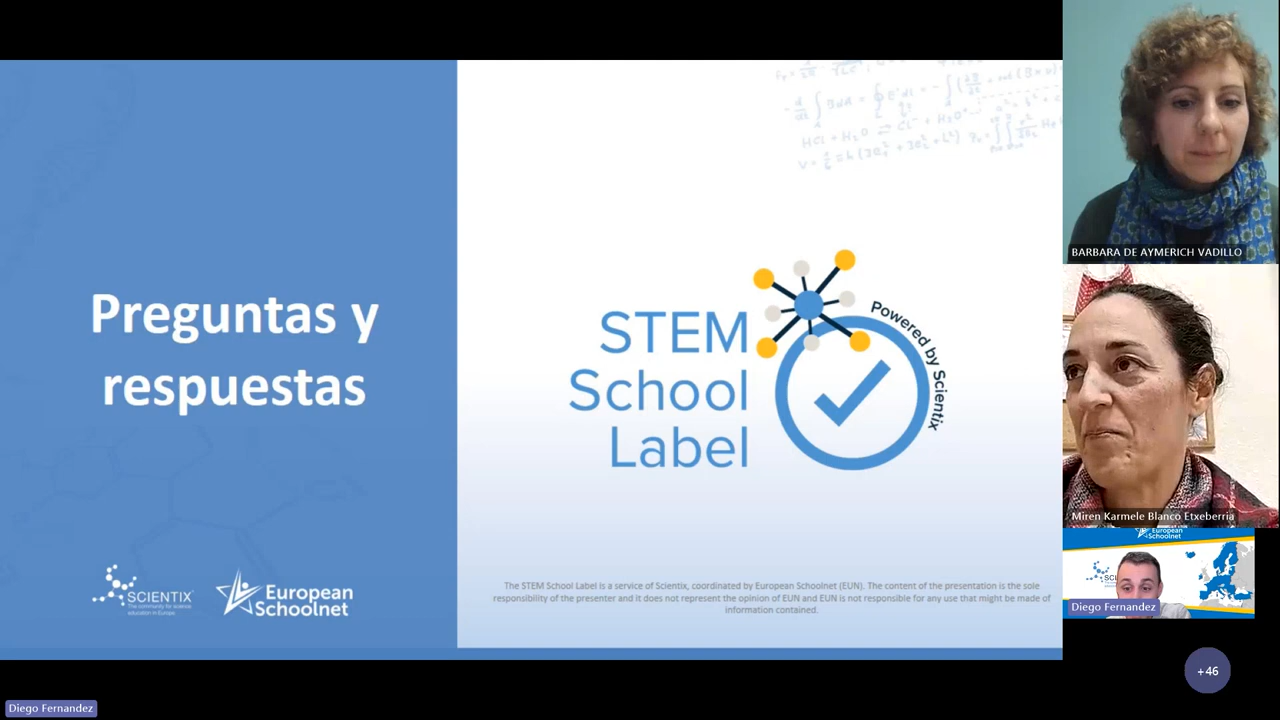 Preguntas y
respuestas
SCIENTIX
The community for science
education in Europe
European
Schoolnet
STEM
School
Label
Powered by Scientix
The STEM School Label is a service of Scientix, coordinated by European Schoolnet (EUN). The content of the presentation is the sole
responsibility of the presenter and it does not represent the opinion of EUN and EUN is not responsible for any use that might be made of
information contained.
BARBARA DE AYMERICH VADILLO
Miren Karmele Blanco Etxeberria
European
Schoolnet
Diego Fernandez
+46
Diego Fernandez